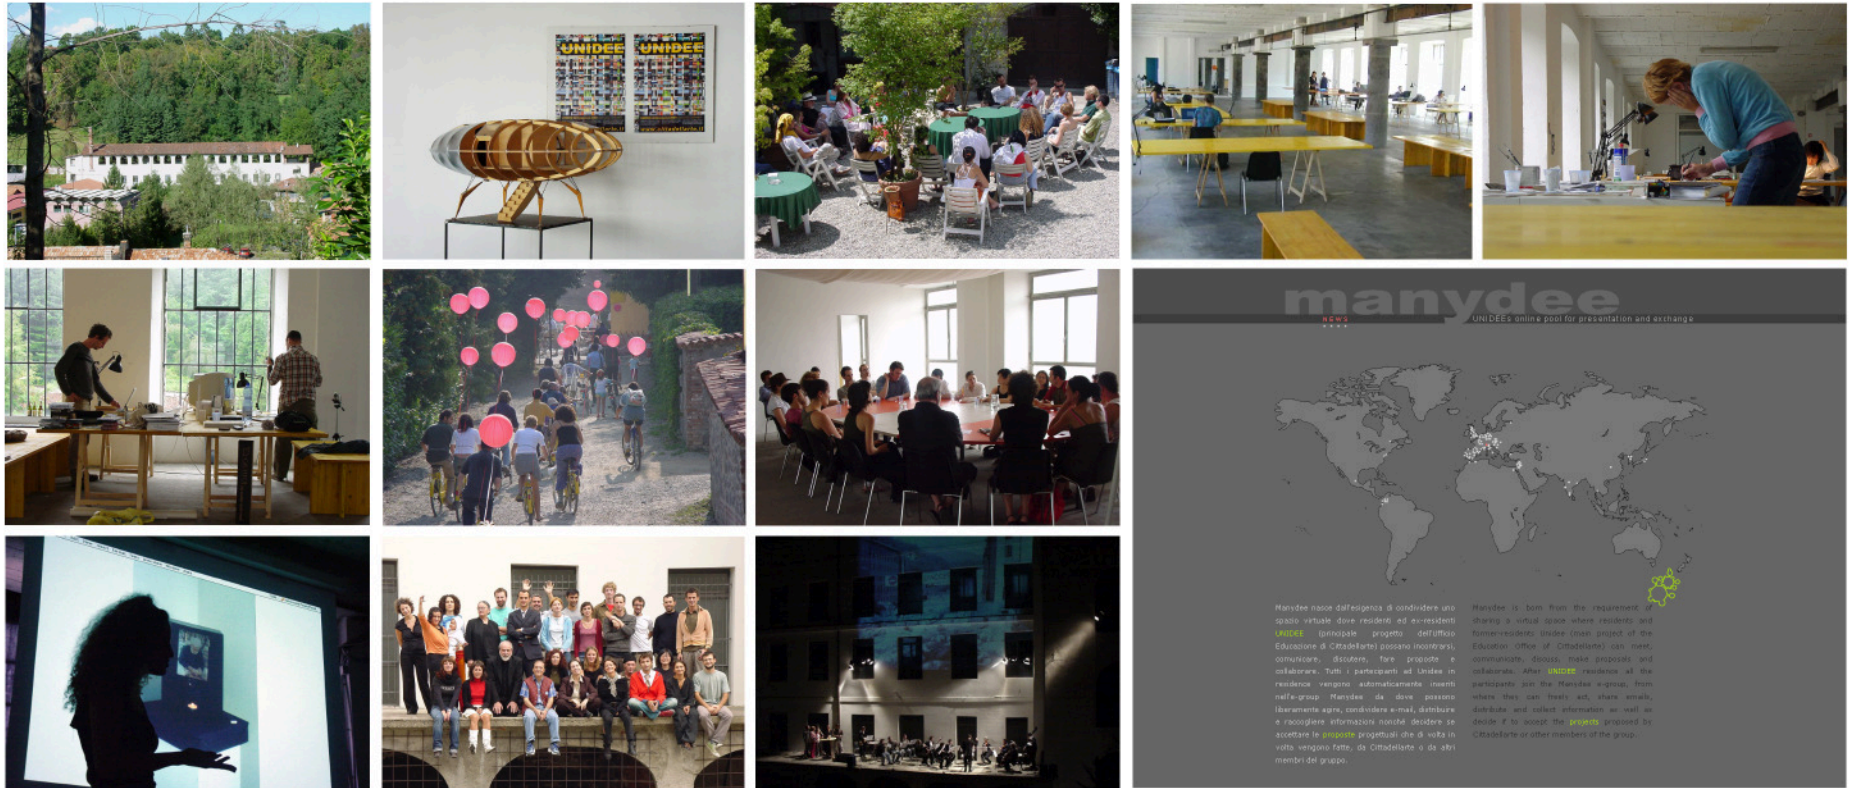 UNIDEE UNIDEE
www.cittadellarte.it
manydee
NEWS
UNIDEEs online pool for presentation and exchange
Manydee nasce dall'esigenza di condividere uno
spazio virtuale dove residenti ed ex-residenti
UNIDEE (principale progetto dell'Ufficio
Educazione di Cittadellarte) possano incontrarsi,
comunicare, discutere, fare proposte e
collaborare. Tutti i partecipanti ad Unidee in
residence vengono automaticamente inseriti
nell'e-group Manydee da dove possono
liberamente agire, condividere e-mail, distribuire
e raccogliere informazioni nonché decidere se
accettare le proposte progettuali che di volta in
volta vengono fatte, da Cittadellarte o da altri
membri del gruppo.
Manydee is born from the requirement of
sharing a virtual space where residents and
former-residents Unidee (main project of the
Education Office of Cittadellarte) can meet,
communicate, discuss, make proposals and
collaborate. After UNIDEE residence all the
participants join the Manydee e-group, from
where they can freely act, share emails,
distribute and collect information as well as
decide if to accept the projects proposed by
Cittadellarte or other members of the group.